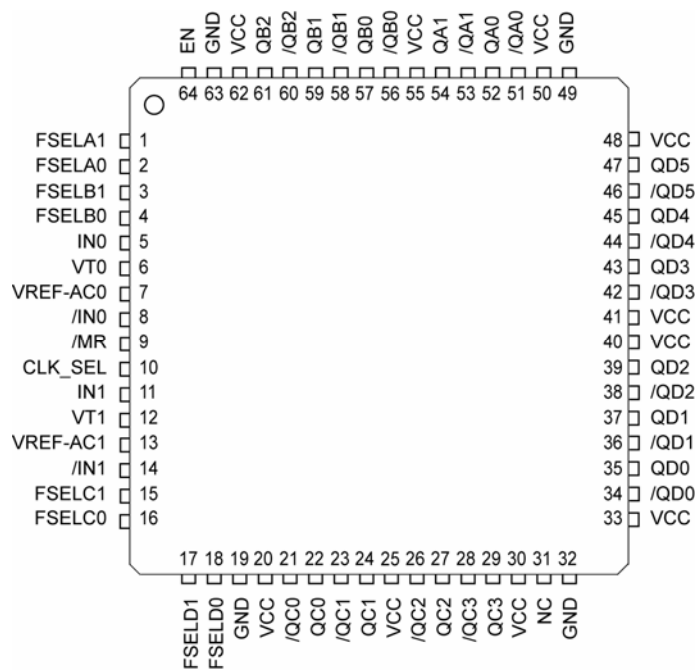 EN GND VCC QB2 /QB2 QB1 /QB1 QB0 /QB0 VCC QA1 /QA1 QA0 /QA0 VCC GND
64 63 62 61 60 59 58 57 56 55 54 53 52 51 50 49
FSELA1 1
FSELA0 2
FSELB1 3
FSELB0 4
IN0 5
VT0 6
VREF-AC0 7
/IN0 8
/MR 9
CLK_SEL 10
IN1 11
VT1 12
VREF-AC1 13
/IN1 14
FSELC1 15
FSELC0 16
48 VCC
47 QD5
46 /QD5
45 QD4
44 /QD4
43 QD3
42 /QD3
41 VCC
40 VCC
39 QD2
38 /QD2
37 QD1
36 /QD1
35 QD0
34 /QD0
33 VCC
17 18 19 20 21 22 23 24 25 26 27 28 29 30 31 32
FSELD1 FSELD0 GND VCC /QC0 QC0 /QC1 QC1 VCC /QC2 QC2 /QC3 QC3 VCC NC GND